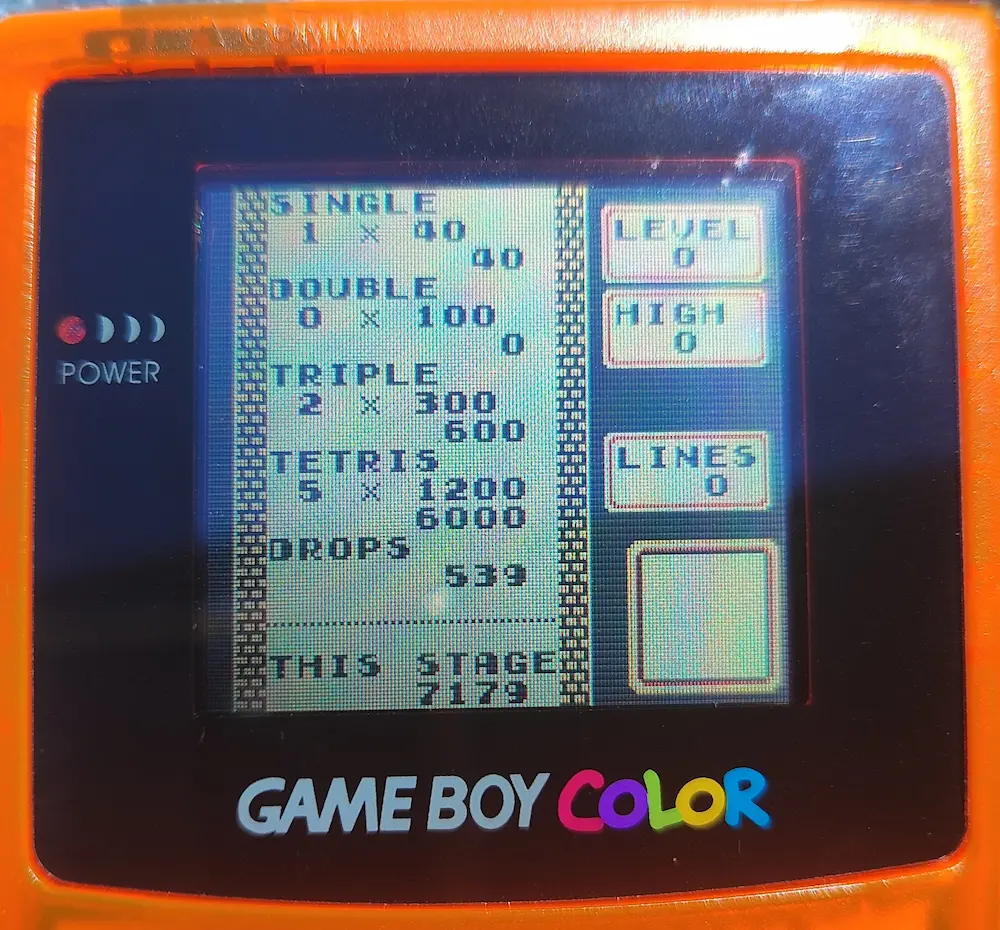 SINGLE
1 x 40
40
DOUBLE
0 x 100
0
TRIPLE
2 x 300
600
TETRIS
5 x 1200
6000
DROPS
539
THIS STAGE
7179
LEVEL
0
HIGH
0
LINES
0
POWER
GAME BOY COLOR